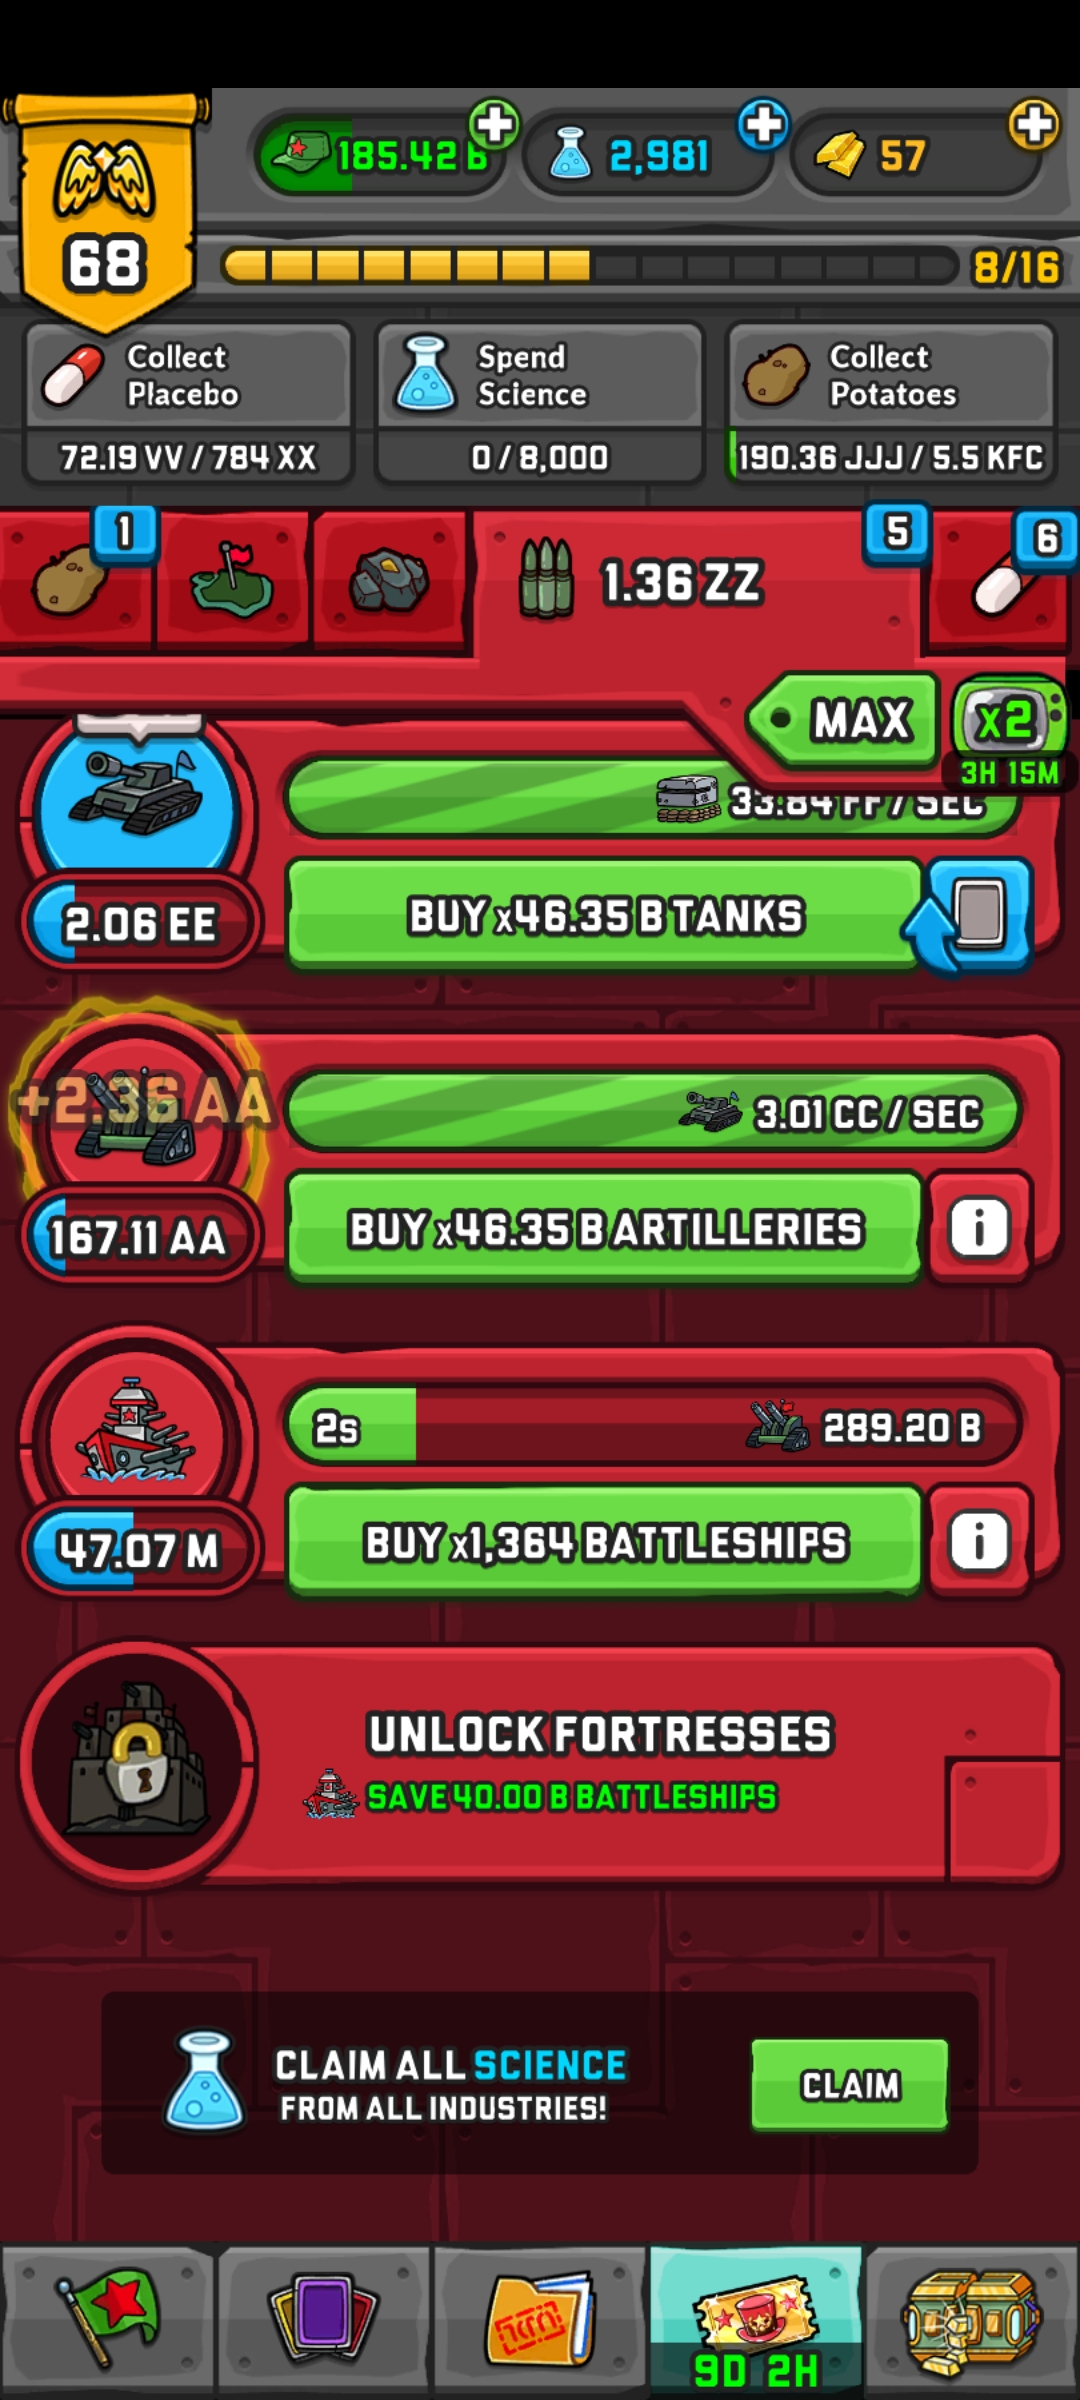 185.42 B
2,981
57
68
8/16
Collect
Placebo
72.19 VV / 784 XX
Spend
Science
0 / 8,000
Collect
Potatoes
190.36 JJJ / 5.5 KFC
1
5
6
1.36 ZZ
MAX
x2
3H 15M
33.84 FF / SEC
2.06 EE
BUY x46.35 B TANKS
+2.36 AA
3.01 CC / SEC
167.11 AA
BUY x46.35 B ARTILLERIES
i
2s
289.20 B
47.07 M
BUY x1,364 BATTLESHIPS
i
UNLOCK FORTRESSES
SAVE 40.00 B BATTLESHIPS
CLAIM ALL SCIENCE
FROM ALL INDUSTRIES!
CLAIM
9D 2H